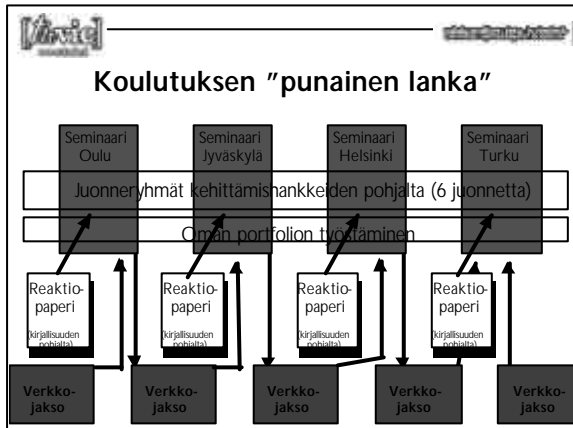 Koulutuksen ”punainen lanka”
Seminaari
Oulu
Seminaari
Jyväskylä
Seminaari
Helsinki
Seminaari
Turku
Juonneryhmät kehittämishankkeiden pohjalta (6 juonnetta)
Oman portfolion työstäminen
Reaktio-
paperi
(kirjallisuuden
pohjalta)
Reaktio-
paperi
(kirjallisuuden
pohjalta)
Reaktio-
paperi
(kirjallisuuden
pohjalta)
Reaktio-
paperi
(kirjallisuuden
pohjalta)
Verkko-
jakso
Verkko-
jakso
Verkko-
jakso
Verkko-
jakso
Verkko-
jakso